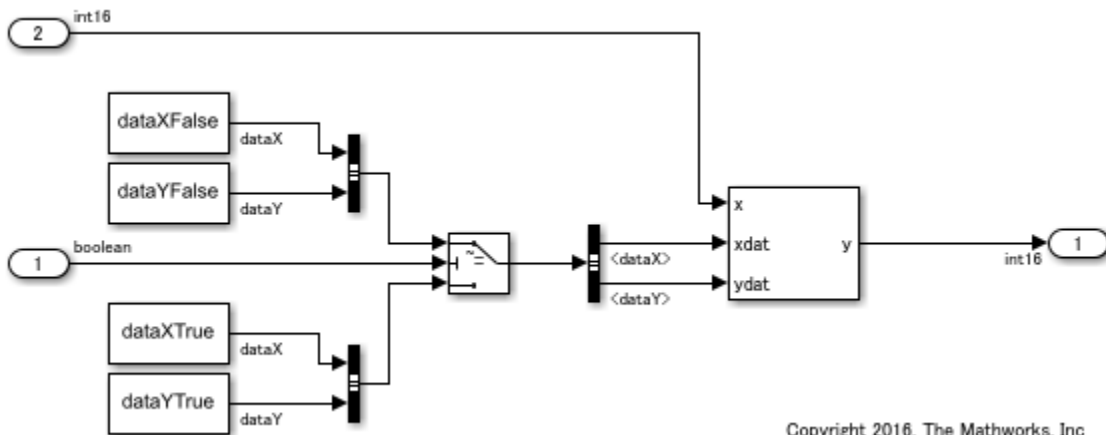 int16
2
dataXFalse
dataX
dataYFalse
dataY
boolean
1
~=
<dataX>
<dataY>
x
xdat
ydat
y
int16
1
dataXTrue
dataX
dataYTrue
dataY
Copyright 2016, The Mathworks, Inc